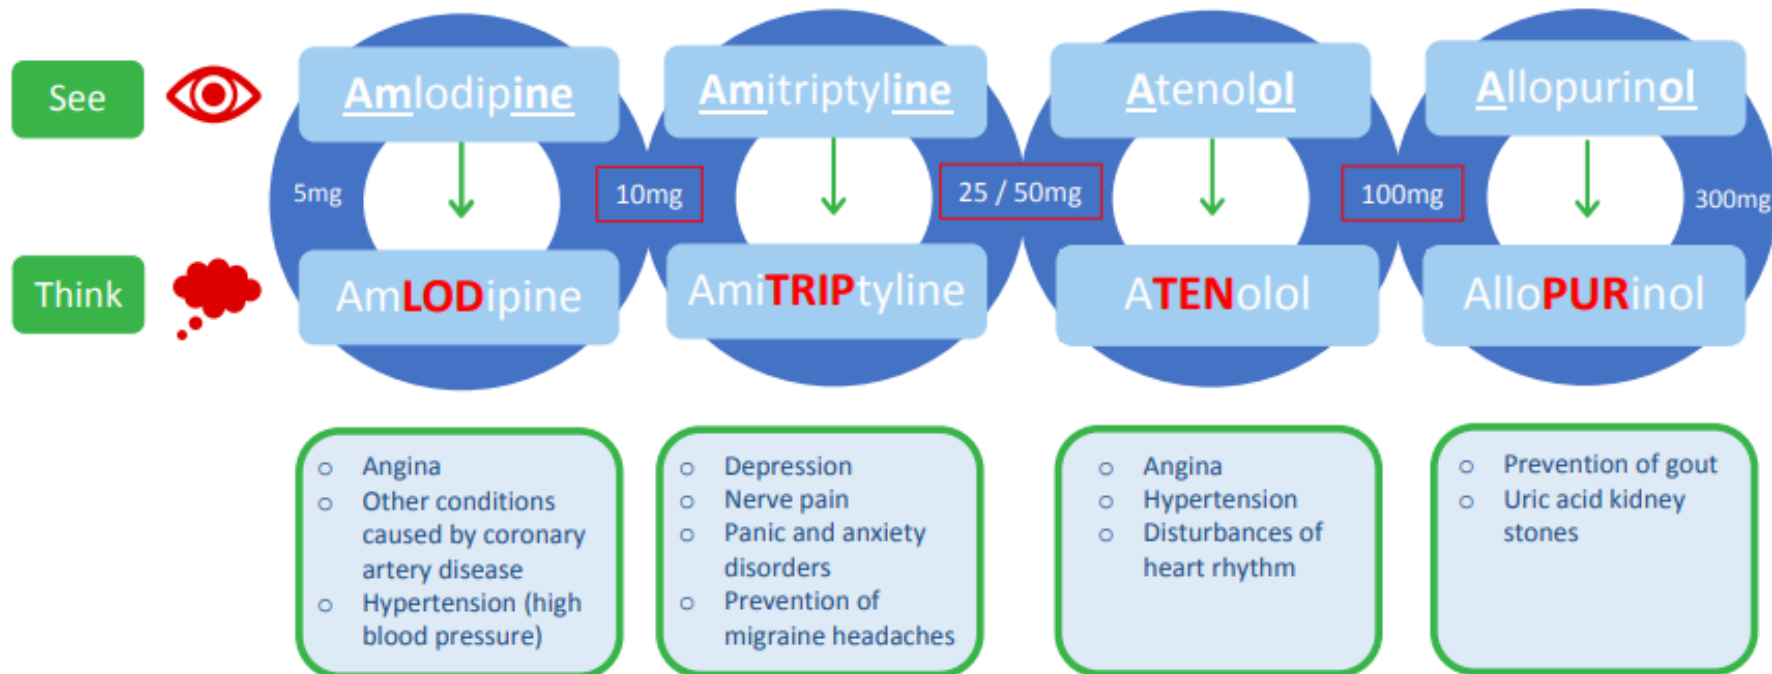 See
Amlodipine
Amitriptyline
Atenolol
Allopurinol
5mg
10mg
25 / 50mg
100mg
300mg
Think
AmLODipine
AmiTRIPtyline
ATENolol
AlloPURinol
o Angina
o Other conditions
caused by coronary
artery disease
o Hypertension (high
blood pressure)
o Depression
o Nerve pain
o Panic and anxiety
disorders
o Prevention of
migraine headaches
o Angina
o Hypertension
o Disturbances of
heart rhythm
o Prevention of gout
o Uric acid kidney
stones